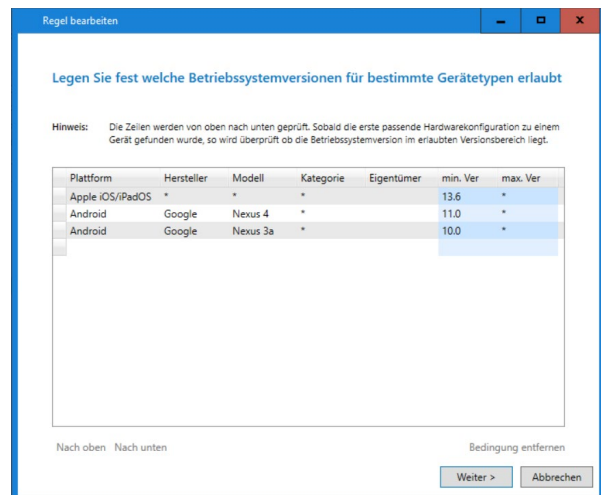 Regel bearbeiten
Legen Sie fest welche Betriebssystemversionen für bestimmte Gerätetypen erlaubt
Hinweis: Die Zeilen werden von oben nach unten geprüft. Sobald die erste passende Hardwarekonfiguration zu einem
Gerät gefunden wurde, so wird überprüft ob die Betriebssystemversion im erlaubten Versionsbereich liegt.
Plattform Hersteller Modell Kategorie Eigentümer min. Ver max. Ver
Apple iOS/iPadOS * * * 13.6 *
Android Google Nexus 4 * 11.0 *
Android Google Nexus 3a * 10.0 *
Nach oben Nach unten Bedingung entfernen
Weiter > Abbrechen